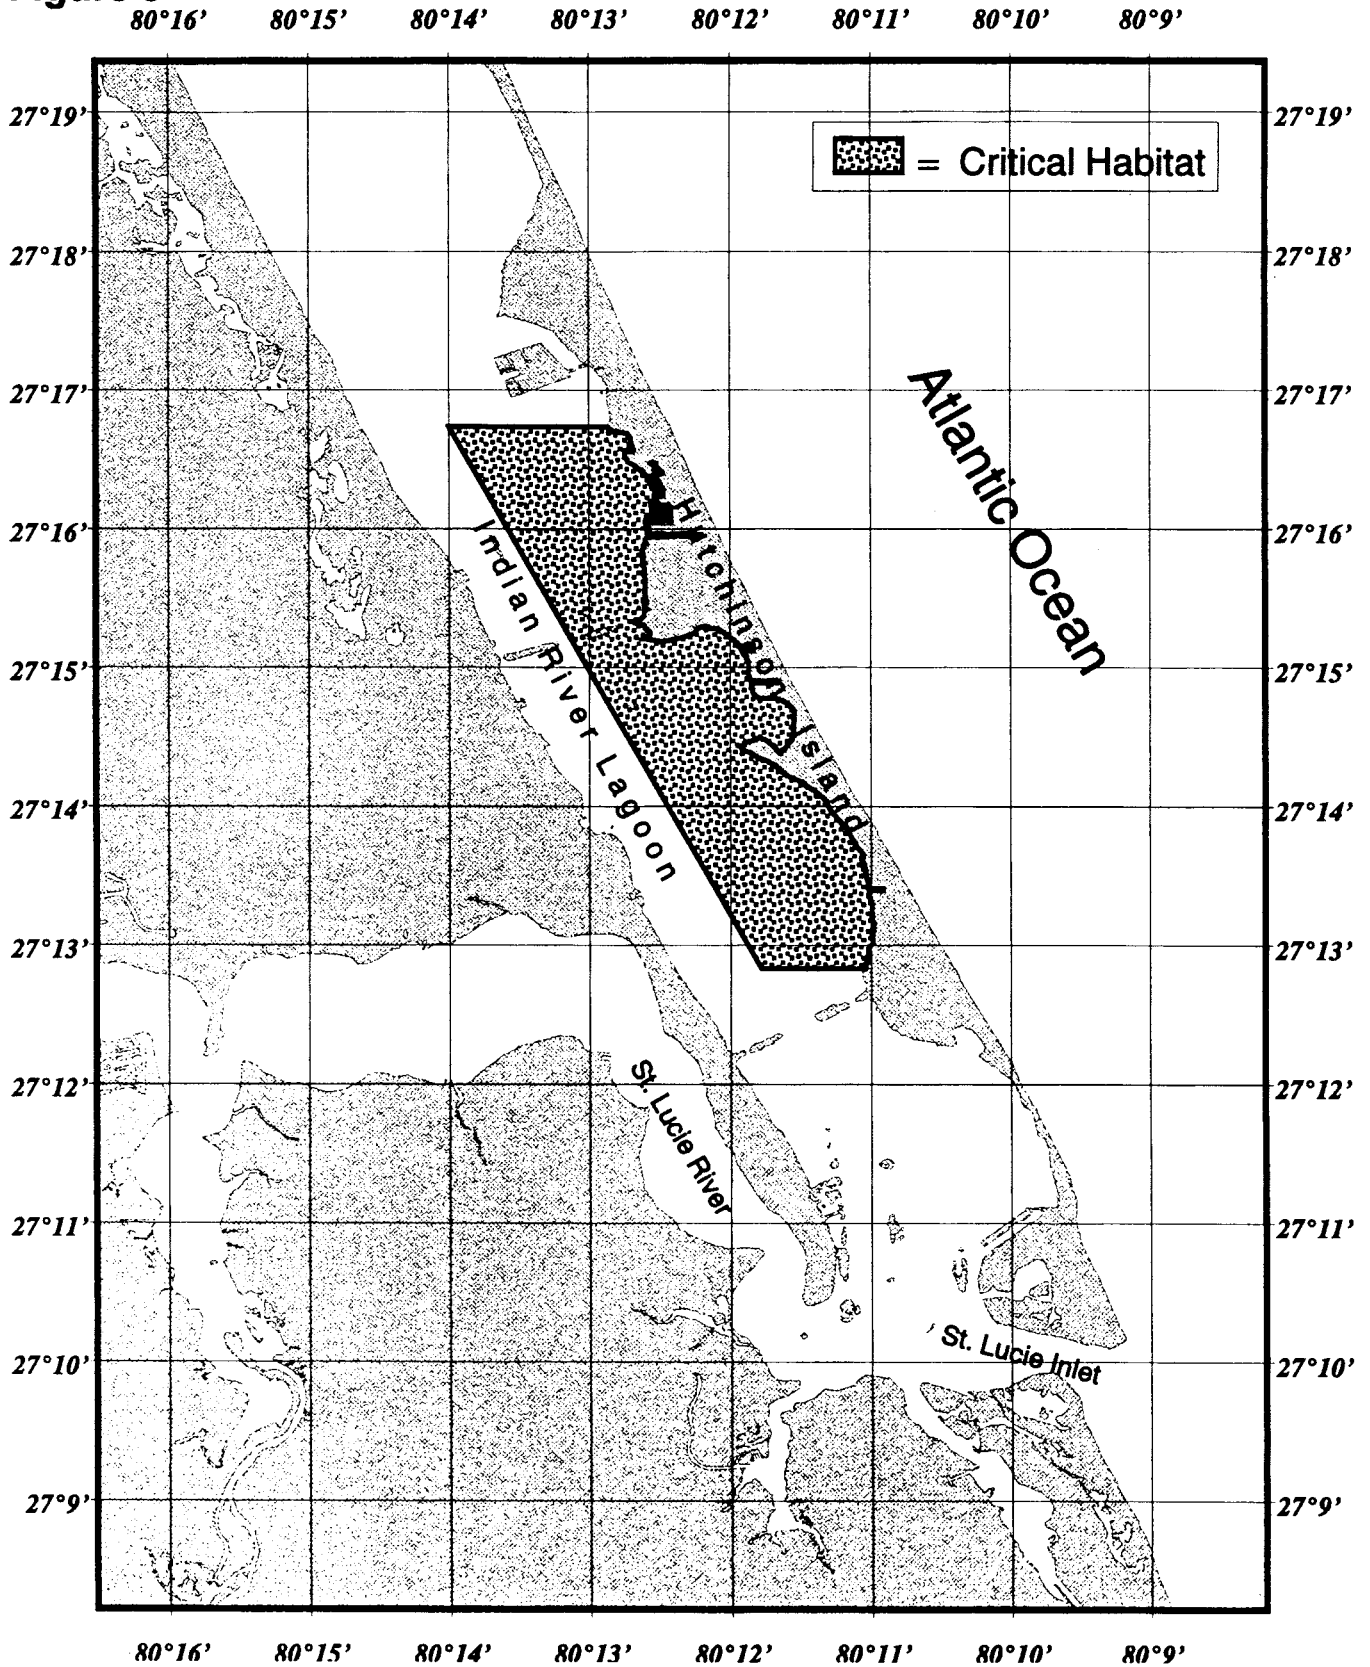 80°16’ 80°15’ 80°14’ 80°13’ 80°12’ 80°11’ 80°10’ 80°9’
27°19’ 27°19’
= Critical Habitat
27°18’ 27°18’
27°17’ 27°17’
Atlantic Ocean
Hutchinson Island
27°16’ 27°16’
Indian River Lagoon
27°15’ 27°15’
27°14’ 27°14’
27°13’ 27°13’
27°12’ 27°12’
St. Lucie River
27°11’ 27°11’
St. Lucie Inlet
27°10’ 27°10’
27°9’ 27°9’
80°16’ 80°15’ 80°14’ 80°13’ 80°12’ 80°11’ 80°10’ 80°9’